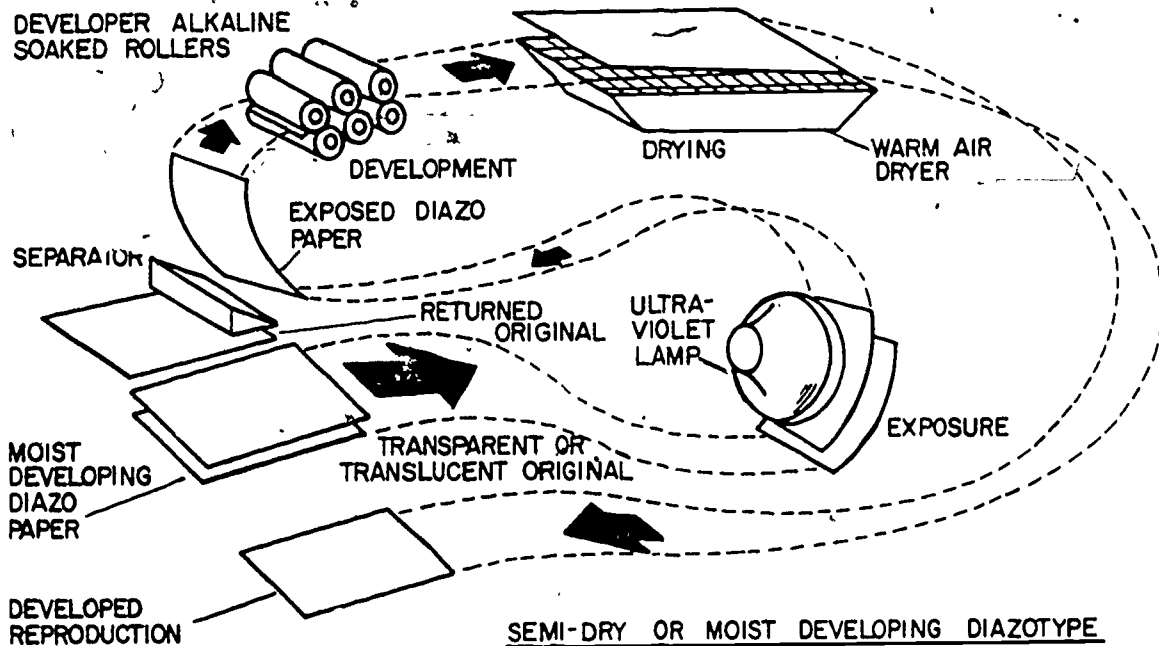 DEVELOPER ALKALINE
SOAKED ROLLERS
DEVELOPMENT
DRYING
WARM AIR
DRYER
EXPOSED DIAZO
PAPER
SEPARATOR
RETURNED
ORIGINAL
ULTRA-
VIOLET
LAMP
EXPOSURE
TRANSPARENT OR
TRANSLUCENT ORIGINAL
MOIST
DEVELOPING
DIAZO
PAPER
DEVELOPED
REPRODUCTION
SEMI-DRY OR MOIST DEVELOPING DIAZOTYPE